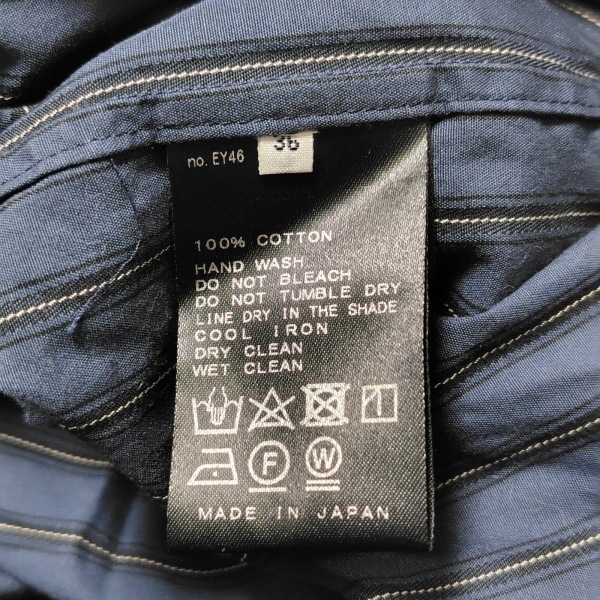 36
no. EY46
100% COTTON
HAND WASH
DO NOT BLEACH
DO NOT TUMBLE DRY
LINE DRY IN THE SHADE
COOL IRON
DRY CLEAN
WET CLEAN
F W
MADE IN JAPAN